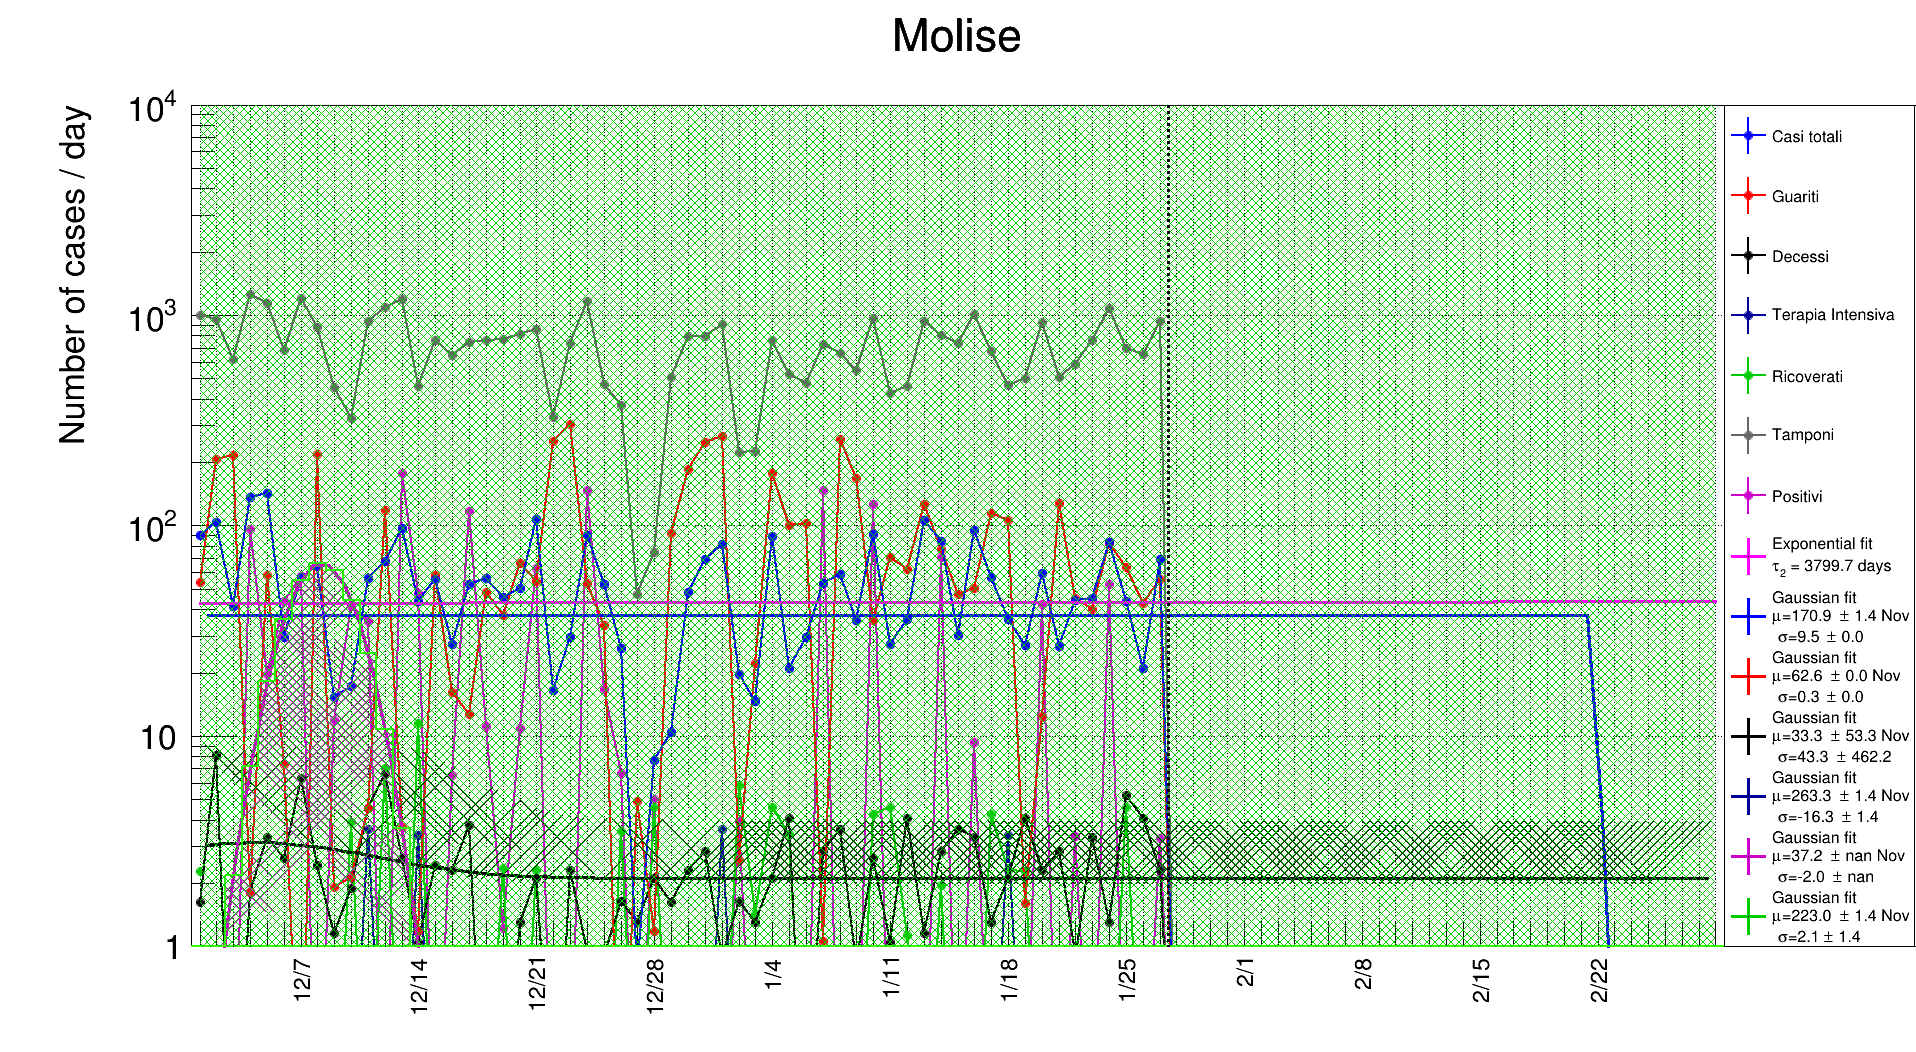 Molise
Number of cases / day
10⁴
10³
10²
10
1
12/7
12/14
12/21
12/28
1/4
1/11
1/18
1/25
2/1
2/8
2/15
2/22
Casi totali
Guariti
Decessi
Terapia Intensiva
Ricoverati
Tamponi
Positivi
Exponential fit
τ₂ = 3799.7 days
Gaussian fit
μ=170.9 ± 1.4 Nov
σ=9.5 ± 0.0
Gaussian fit
μ=62.6 ± 0.0 Nov
σ=0.3 ± 0.0
Gaussian fit
μ=33.3 ± 53.3 Nov
σ=43.3 ± 462.2
Gaussian fit
μ=263.3 ± 1.4 Nov
σ=-16.3 ± 1.4
Gaussian fit
μ=37.2 ± nan Nov
σ=-2.0 ± nan
Gaussian fit
μ=223.0 ± 1.4 Nov
σ=2.1 ± 1.4